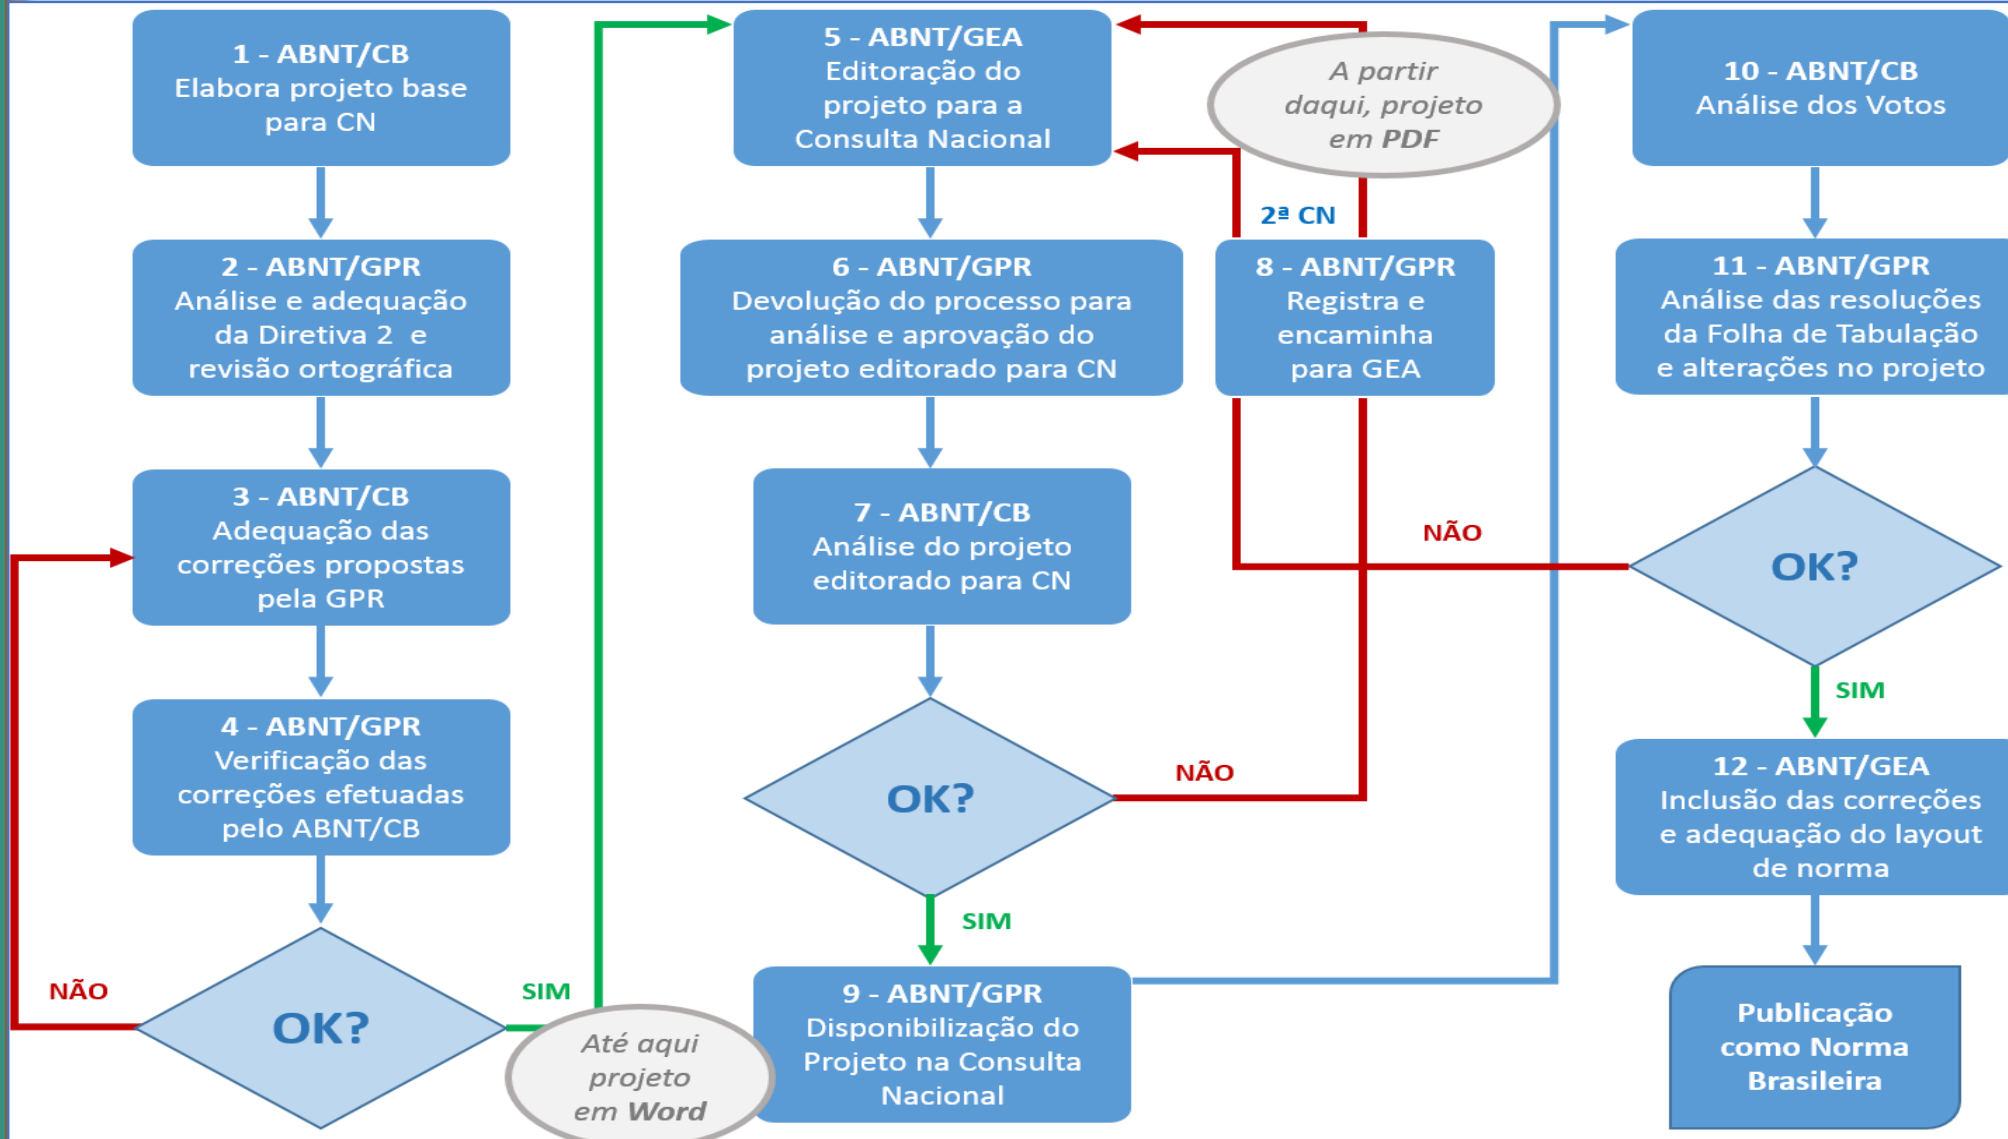 1 - ABNT/CB
Elabora projeto base
para CN
2 - ABNT/GPR
Análise e adequação
da Diretiva 2 e
revisão ortográfica
3 - ABNT/CB
Adequação das
correções propostas
pela GPR
4 - ABNT/GPR
Verificação das
correções efetuadas
pelo ABNT/CB
NÃO
OK?
SIM
Até aqui
projeto
em Word
5 - ABNT/GEA
Editoração do
projeto para a
Consulta Nacional
A partir
daqui, projeto
em PDF
2ª CN
6 - ABNT/GPR
Devolução do processo para
análise e aprovação do
projeto editorado para CN
8 - ABNT/GPR
Registra e
encaminha
para GEA
7 - ABNT/CB
Análise do projeto
editorado para CN
OK?
NÃO
SIM
9 - ABNT/GPR
Disponibilização do
Projeto na Consulta
Nacional
10 - ABNT/CB
Análise dos Votos
11 - ABNT/GPR
Análise das resoluções
da Folha de Tabulação
e alterações no projeto
NÃO
OK?
SIM
12 - ABNT/GEA
Inclusão das correções
e adequação do layout
de norma
Publicação
como Norma
Brasileira